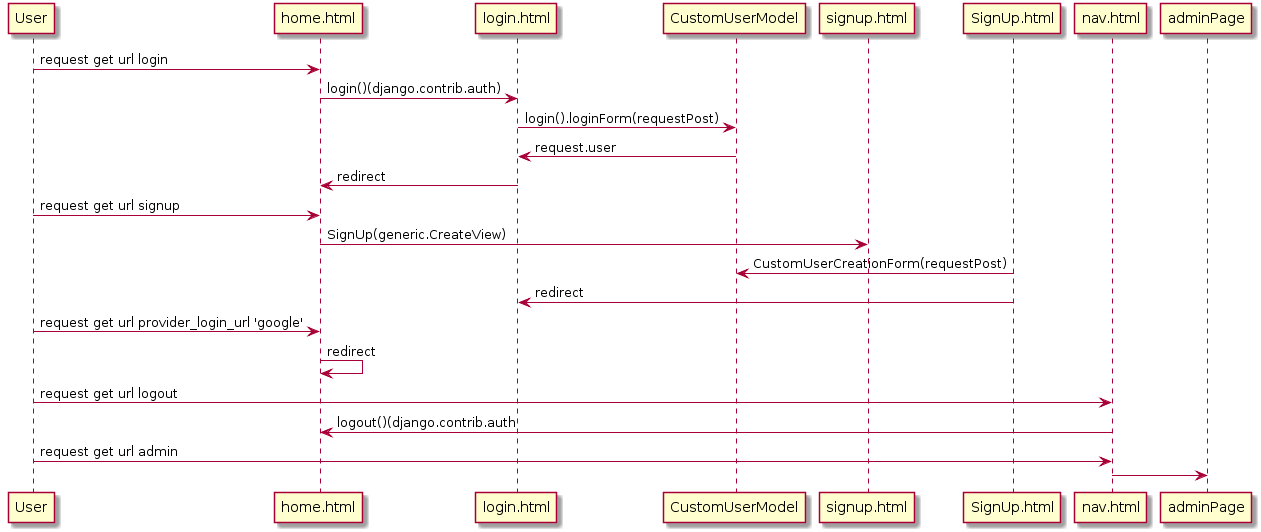 User home.html login.html CustomUserModel signup.html SignUp.html nav.html adminPage
request get url login
login()(django.contrib.auth)
login().loginForm(requestPost)
request.user
redirect
request get url signup
SignUp(generic.CreateView)
CustomUserCreationForm(requestPost)
redirect
request get url provider_login_url 'google'
redirect
request get url logout
logout()(django.contrib.auth
request get url admin
User home.html login.html CustomUserModel signup.html SignUp.html nav.html adminPage